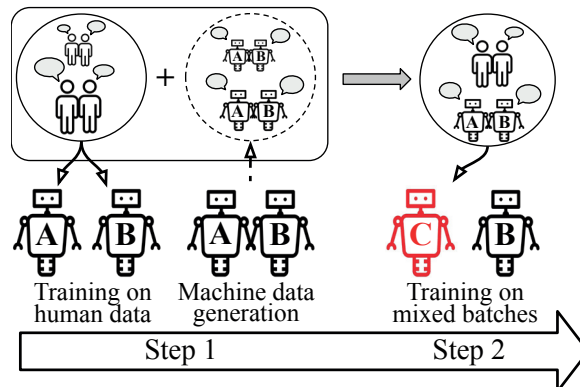 +
A B
A B
A B
A B A B C B
Training on human data
Machine data generation
Training on mixed batches
Step 1 Step 2